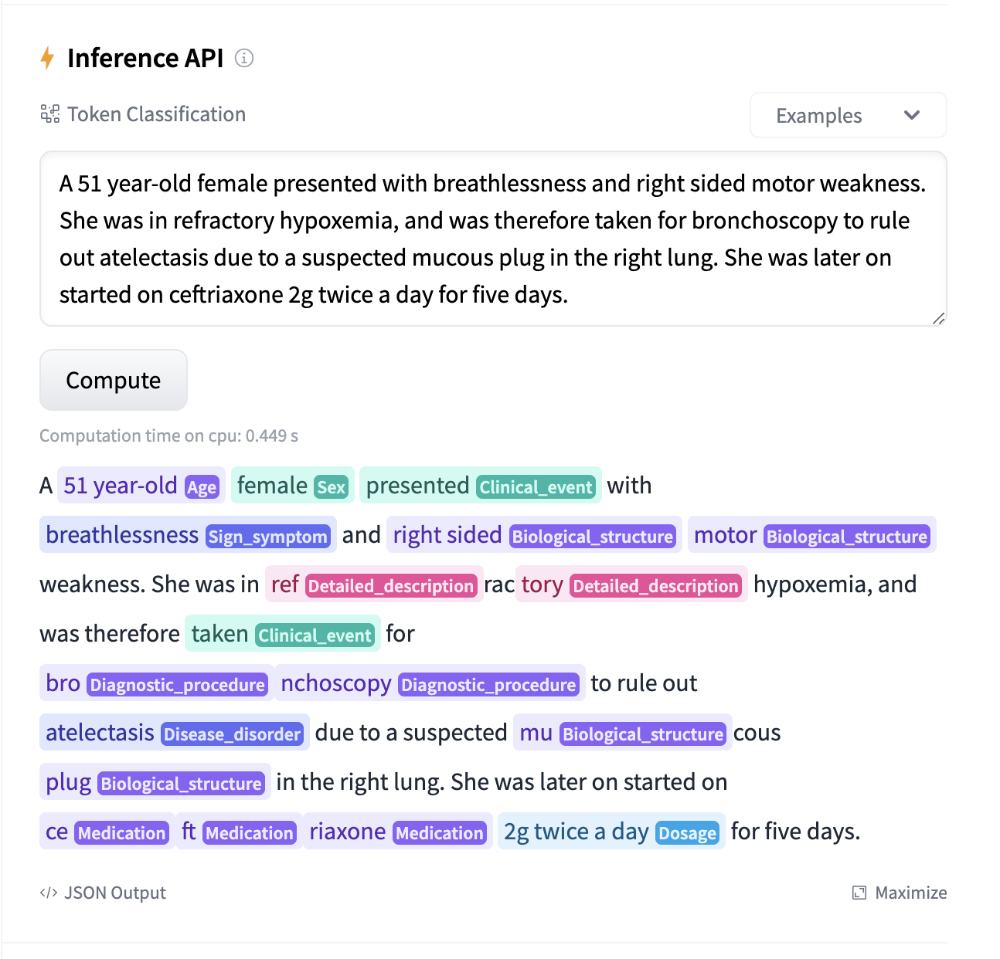 Inference API
Token Classification
Examples
A 51 year-old female presented with breathlessness and right sided motor weakness.
She was in refractory hypoxemia, and was therefore taken for bronchoscopy to rule
out atelectasis due to a suspected mucous plug in the right lung. She was later on
started on ceftriaxone 2g twice a day for five days.
Compute
Computation time on cpu: 0.449 s
A 51 year-old Age female Sex presented Clinical_event with
breathlessness Sign_symptom and right sided Biological_structure motor Biological_structure
weakness. She was in ref Detailed_description rac tory Detailed_description hypoxemia, and
was therefore taken Clinical_event for
bro Diagnostic_procedure nchoscopy Diagnostic_procedure to rule out
atelectasis Disease_disorder due to a suspected mu Biological_structure cous
plug Biological_structure in the right lung. She was later on started on
ce Medication ft Medication riaxone Medication 2g twice a day Dosage for five days.
</> JSON Output
Maximize